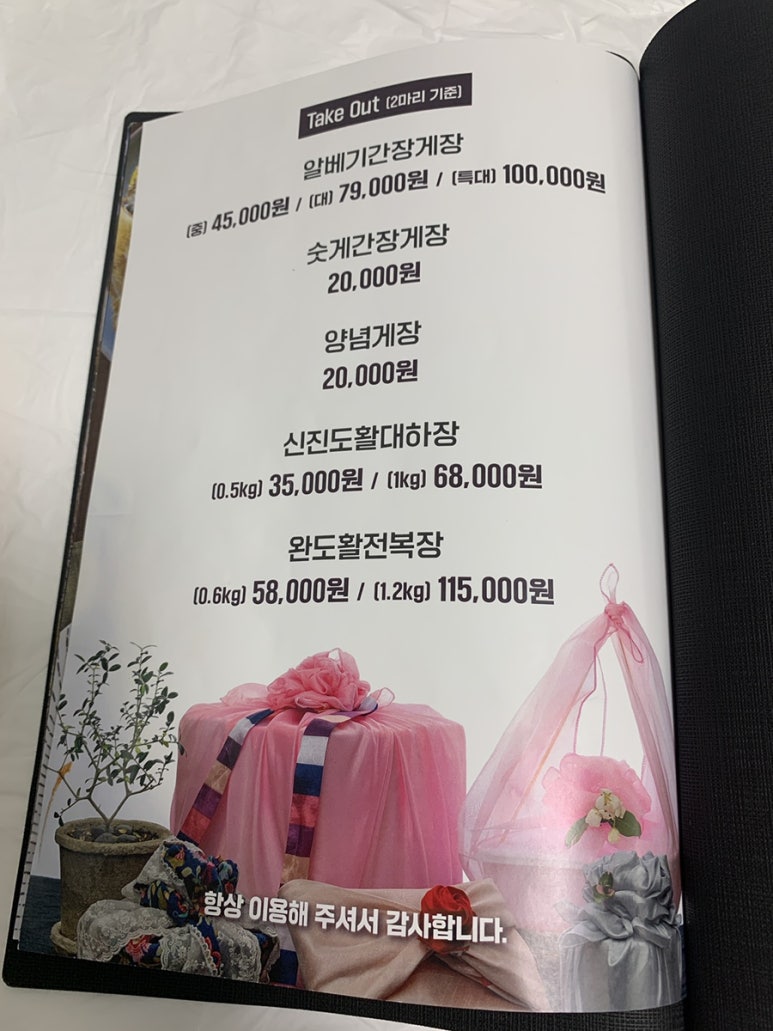 Take Out (2마리 기준)
알베기간장게장
(중) 45,000원 / (대) 79,000원 / (특대) 100,000원
숫게간장게장
20,000원
양념게장
20,000원
신진도활대하장
(0.5kg) 35,000원 / (1kg) 68,000원
완도활전복장
(0.6kg) 58,000원 / (1.2kg) 115,000원
항상 이용해 주셔서 감사합니다.